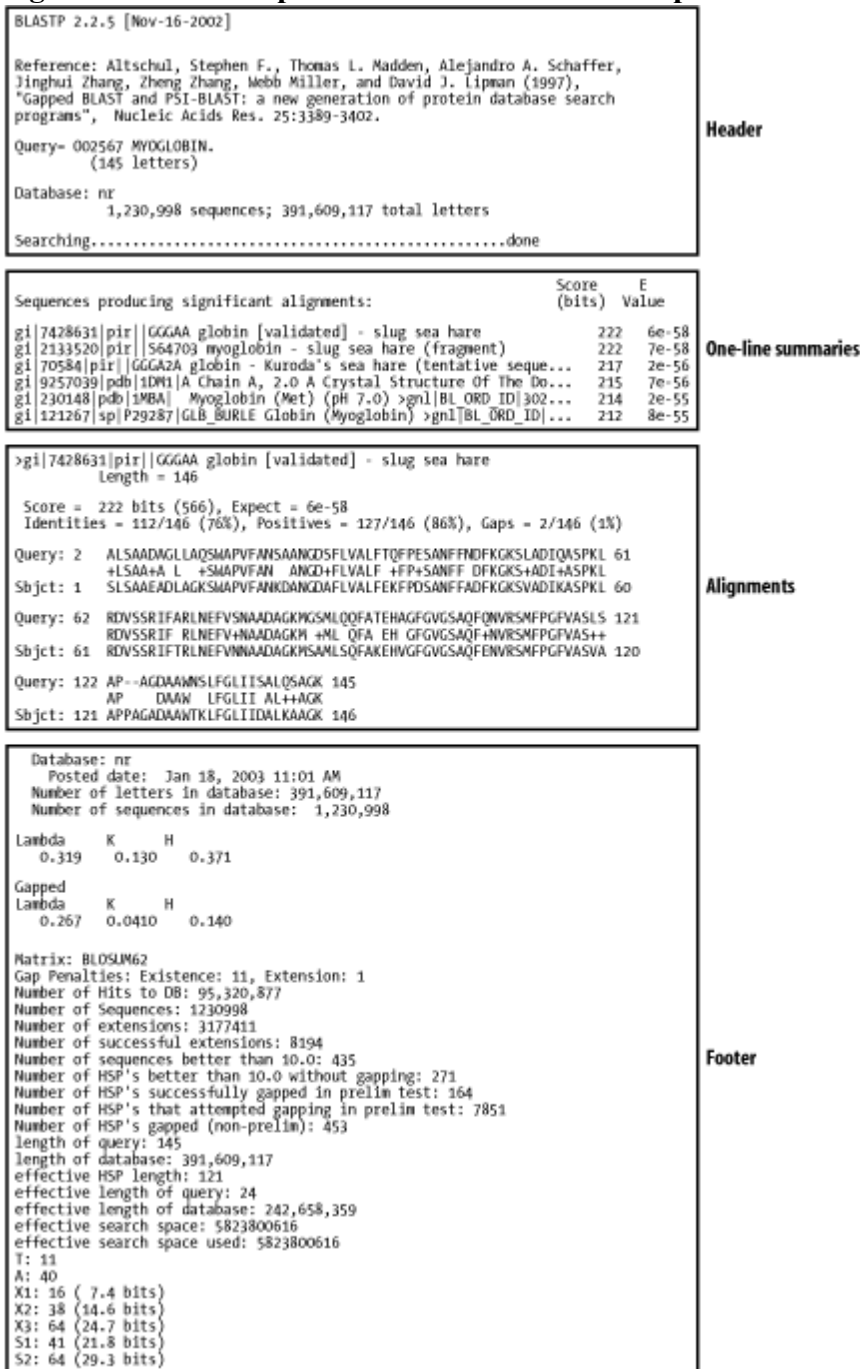 BLASTP 2.2.5 [Nov-16-2002]
Reference: Altschul, Stephen F., Thomas L. Madden, Alejandro A. Schaffer,
Jinghui Zhang, Zheng Zhang, Webb Miller, and David J. Lipman (1997),
"Gapped BLAST and PSI-BLAST: a new generation of protein database search
programs", Nucleic Acids Res. 25:3389-3402.
Query= 002567 MYOGLOBIN.
(145 letters)
Database: nr
1,230,998 sequences; 391,609,117 total letters
Searching..................................................done
Header
Score E
Sequences producing significant alignments: (bits) Value
gi|7428631|pir||GGGAA globin [validated] - slug sea hare 222 6e-58
gi|2133520|pir||S64703 myoglobin - slug sea hare (fragment) 222 7e-58
gi|70584|pir||GGGA2A globin - Kuroda's sea hare (tentative seque... 217 2e-56
gi|9257039|pdb|1DM1|A Chain A, 2.0 A Crystal Structure Of The Do... 215 7e-56
gi|230148|pdb|1MBA| Myoglobin (Met) (pH 7.0) >gnl|BL_ORD_ID|302... 214 2e-55
gi|121267|sp|P29287|GLB_BURLE Globin (Myoglobin) >gnl|BL_ORD_ID|... 212 8e-55
One-line summaries
>gi|7428631|pir||GGGAA globin [validated] - slug sea hare
Length = 146
Score = 222 bits (566), Expect = 6e-58
Identities = 112/146 (76%), Positives = 127/146 (86%), Gaps = 2/146 (1%)
Query: 2 ALSAADAGLLAQSWAPVFANSAANGDSFLVALFTQFPESANFFNDFKGKSLADIQASPKL 61
+LSAA+A L +SWAPVFAN ANGD+FLVALF +FP+SANFF DFKGKS+ADI+ASPKL
Sbjct: 1 SLSAAEADLAGKSWAPVFANKDANGDAFLVALFEKFPDSANFFADFKGKSVADIKASPKL 60
Query: 62 RDVSSRIFARLNEFVSNAADAGKMGSMLQQFATEHAGFGVGSAQFQNVRSMFPGFVASLS 121
RDVSSRIF RLNEFV+NAADAGKM +ML QFA EH GFGVGSAQF+NVRSMFPGFVAS++
Sbjct: 61 RDVSSRIFTRLNEFVNNAADAGKMSAMLSQFAKEHVGFGVGSAQFENVRSMFPGFVASVA 120
Query: 122 AP--AGDAAWNSLFGLIISALQSAGK 145
AP DAAW LFGLII AL++AGK
Sbjct: 121 APPAGADAAWTKLFGLIIDALKAAGK 146
Alignments
Database: nr
Posted date: Jan 18, 2003 11:01 AM
Number of letters in database: 391,609,117
Number of sequences in database: 1,230,998
Lambda K H
0.319 0.130 0.371
Gapped
Lambda K H
0.267 0.0410 0.140
Matrix: BLOSUM62
Gap Penalties: Existence: 11, Extension: 1
Number of Hits to DB: 95,320,877
Number of Sequences: 1230998
Number of extensions: 3177411
Number of successful extensions: 8194
Number of sequences better than 10.0: 435
Number of HSP's better than 10.0 without gapping: 271
Number of HSP's successfully gapped in prelim test: 164
Number of HSP's that attempted gapping in prelim test: 7851
Number of HSP's gapped (non-prelim): 453
length of query: 145
length of database: 391,609,117
effective HSP length: 121
effective length of query: 24
effective length of database: 242,658,359
effective search space: 5823800616
effective search space used: 5823800616
T: 11
A: 40
X1: 16 ( 7.4 bits)
X2: 38 (14.6 bits)
X3: 64 (24.7 bits)
S1: 41 (21.8 bits)
S2: 64 (29.3 bits)
Footer